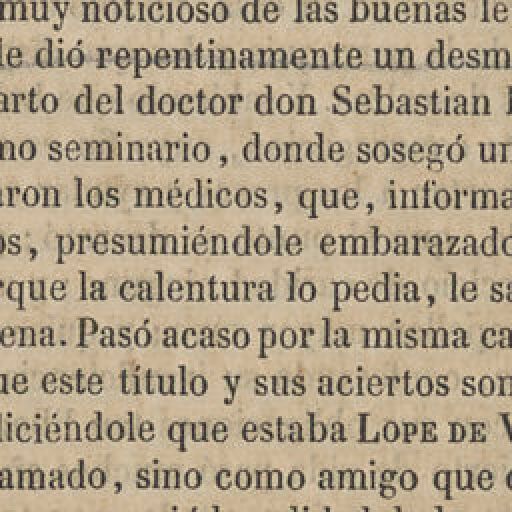 muy noticioso de las buenas le
le dió repentinamente un desm
arto del doctor don Sebastian
mo seminario, donde sosegó un
aron los médicos, que, informa
os, presumiéndole embarazado
rque la calentura lo pedia, le sa
ena. Pasó acaso por la misma ca
ue este título y sus aciertos son
diciéndole que estaba LOPE DE V
amado, sino como amigo que